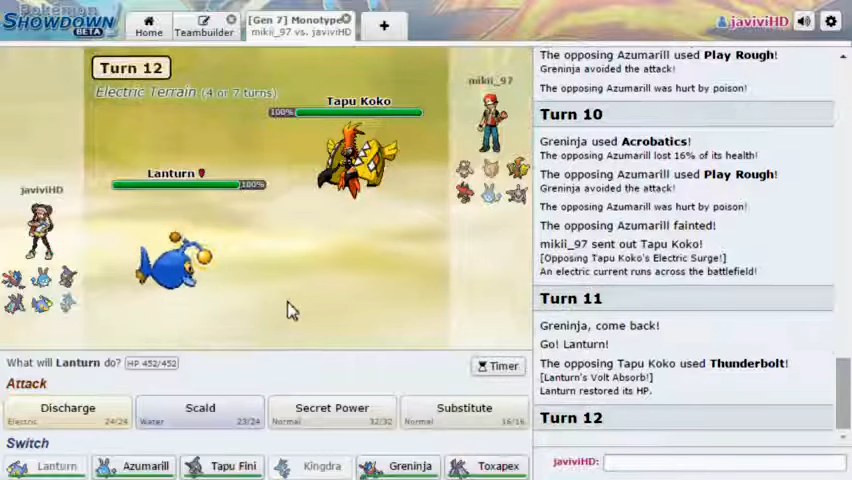 Pokémon
SHOWDOWN
BETA
Home
Teambuilder
[Gen 7] Monotype
mikii_97 vs. javiviHD
+
javiviHD
Turn 12
Electric Terrain (4 or 7 turns)
Tapu Koko
100%
mikii_97
Lanturn
100%
javiviHD
What will Lanturn do? HP 452/452
Timer
Attack
Discharge
Electric 24/24
Scald
Water 23/24
Secret Power
Normal 32/32
Substitute
Normal 16/16
Switch
Lanturn
Azumarill
Tapu Fini
Kingdra
Greninja
Toxapex
The opposing Azumarill used Play Rough!
Greninja avoided the attack!
The opposing Azumarill was hurt by poison!
Turn 10
Greninja used Acrobatics!
The opposing Azumarill lost 16% of its health!
The opposing Azumarill used Play Rough!
Greninja avoided the attack!
The opposing Azumarill was hurt by poison!
The opposing Azumarill fainted!
mikii_97 sent out Tapu Koko!
[Opposing Tapu Koko's Electric Surge!]
An electric current runs across the battlefield!
Turn 11
Greninja, come back!
Go! Lanturn!
The opposing Tapu Koko used Thunderbolt!
[Lanturn's Volt Absorb!]
Lanturn restored its HP.
Turn 12
javiviHD: